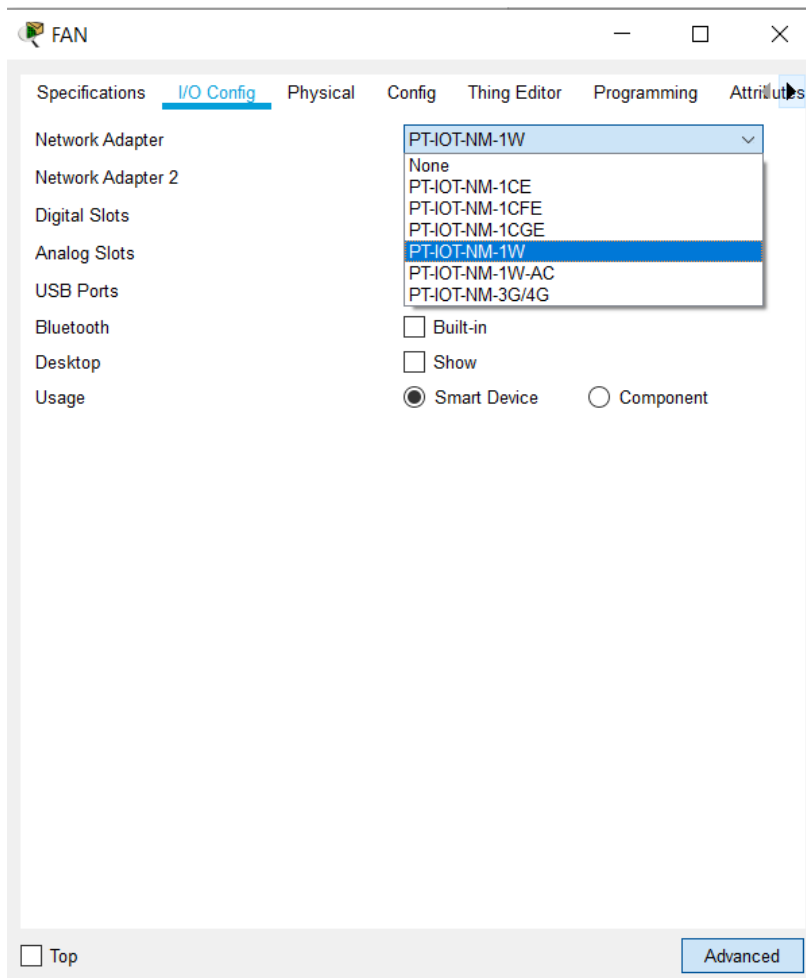 FAN
Specifications I/O Config Physical Config Thing Editor Programming Attributes
Network Adapter PT-IOT-NM-1W
None
Network Adapter 2
PT-IOT-NM-1CE
PT-IOT-NM-1CFE
Digital Slots
PT-IOT-NM-1CGE
Analog Slots PT-IOT-NM-1W
PT-IOT-NM-1W-AC
USB Ports PT-IOT-NM-3G/4G
Bluetooth Built-in
Desktop Show
Usage Smart Device Component
Top Advanced